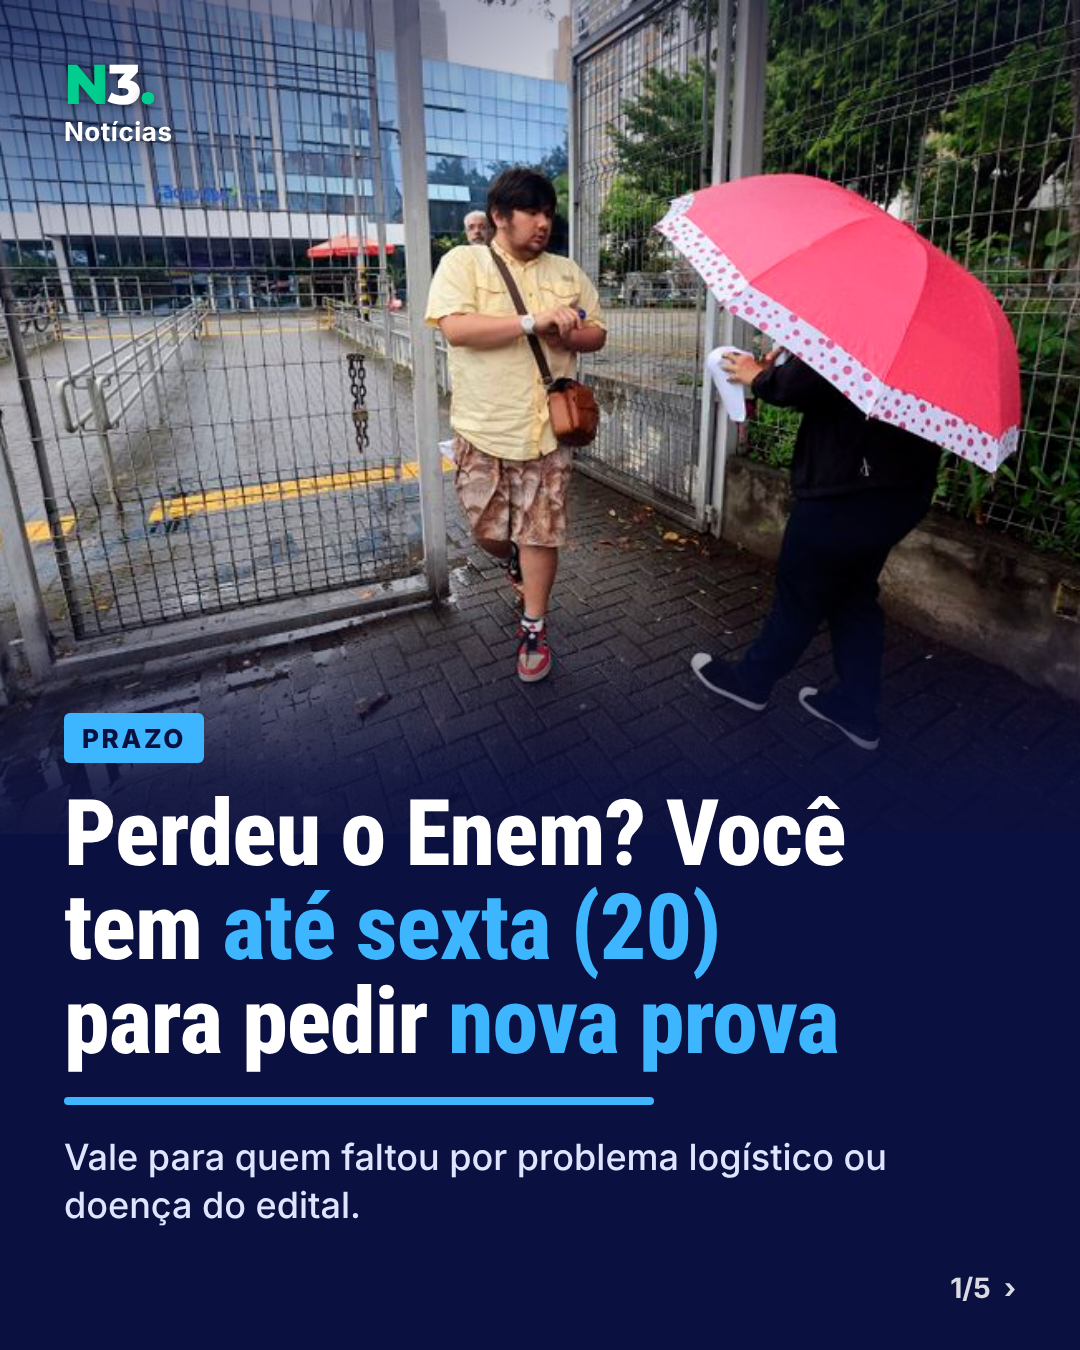 N3.
Notícias
PRAZO
Perdeu o Enem? Você
tem até sexta (20)
para pedir nova prova
Vale para quem faltou por problema logístico ou
doença do edital.
1/5 ›